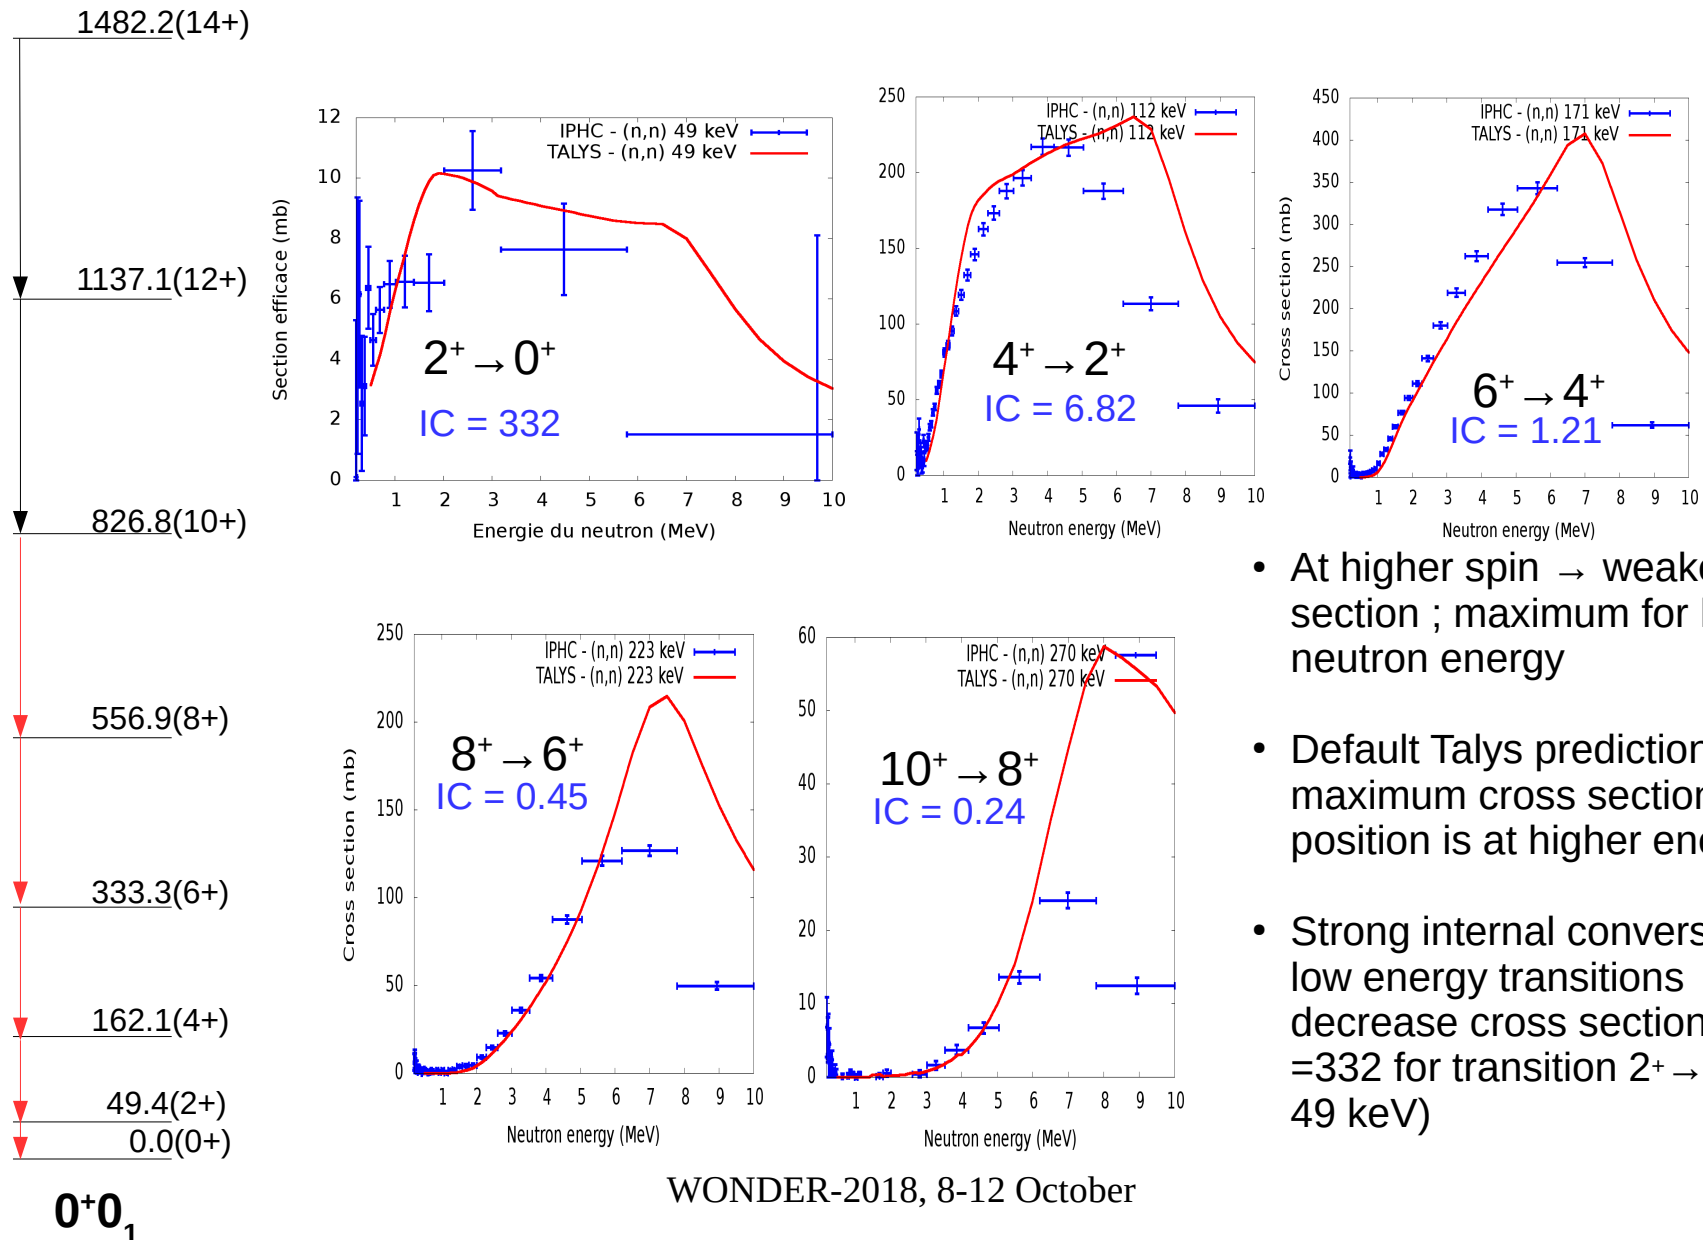 1482.2(14+)
1137.1(12+)
826.8(10+)
556.9(8+)
333.3(6+)
162.1(4+)
49.4(2+)
0.0(0+)
0⁺0₁
12
10
8
6
4
2
0
Section efficace (mb)
IPHC - (n,n) 49 keV
TALYS - (n,n) 49 keV
2⁺ → 0⁺
IC = 332
1 2 3 4 5 6 7 8 9 10
Energie du neutron (MeV)
250
200
150
100
50
0
IPHC - (n,n) 112 keV
TALYS - (n,n) 112 keV
4⁺ → 2⁺
IC = 6.82
1 2 3 4 5 6 7 8 9 10
Neutron energy (MeV)
450
400
350
300
250
200
150
100
50
0
Cross section (mb)
IPHC - (n,n) 171 keV
TALYS - (n,n) 171 keV
6⁺ → 4⁺
IC = 1.21
1 2 3 4 5 6 7 8 9 10
Neutron energy (MeV)
250
200
150
100
50
0
Cross section (mb)
IPHC - (n,n) 223 keV
TALYS - (n,n) 223 keV
8⁺ → 6⁺
IC = 0.45
1 2 3 4 5 6 7 8 9 10
Neutron energy (MeV)
60
50
40
30
20
10
0
IPHC - (n,n) 270 keV
TALYS - (n,n) 270 keV
10⁺ → 8⁺
IC = 0.24
1 2 3 4 5 6 7 8 9 10
Neutron energy (MeV)
• At higher spin →
section ; maximum for
neutron energy
• Default Talys prediction
maximum cross section
position is at higher
• Strong internal
low energy transitions
decrease cross section
=332 for transition 2⁺ →
49 keV)
WONDER-2018, 8-12 October